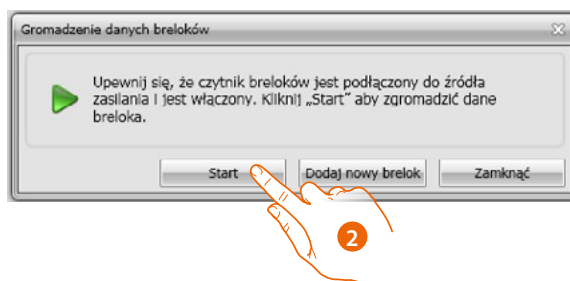 Gromadzenie danych breloków
Upewnij się, że czytnik breloków jest podłączony do źródła
zasilania i jest włączony. Kliknij „Start” aby zgromadzić dane
breloka.
Start Dodaj nowy brelok Zamknąć
2